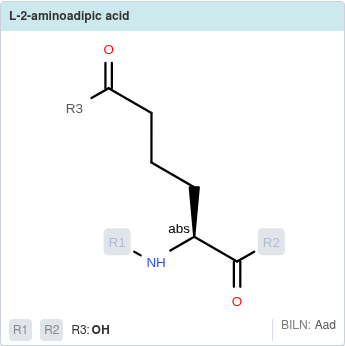 L-2-aminoadipic acid
O
R3
abs
R1
R2
NH
O
R1 R2 R3: OH
BILN: Aad